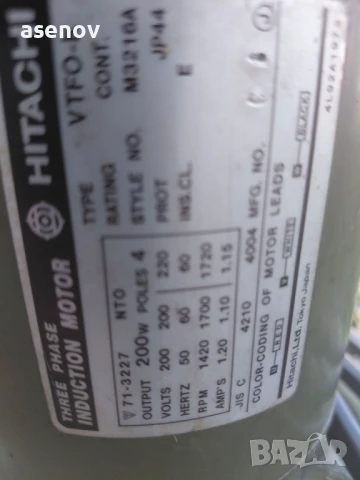 asenov
HITACHI
THREE PHASE
INDUCTION MOTOR
TYPE VTFO-
RATING CONT.
STYLE NO. M3216A
PROT JP44
INS.CL. E
71-3227 NTO
OUTPUT 200W POLES 4
VOLTS 200 200 220
HERTZ 50 60 60
RPM 1420 1700 1720
AMP'S 1.20 1.10 1.15
JIS C 4210 4004 MFG. NO.
COLOR-CODING OF MOTOR LEADS
RED WHITE BLACK
Hitachi, Ltd. Tokyo Japan
4L92A1973
BAZAR